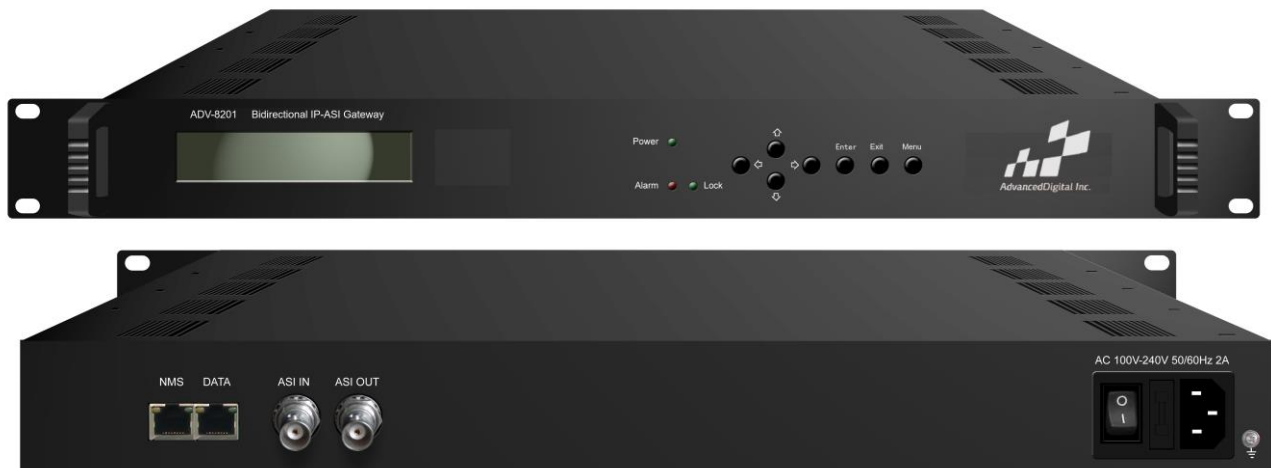 ADV-8201 Bidirectional IP-ASI Gateway
Power
Enter Exit Menu
Alarm Lock
AdvancedDigital Inc.
NMS DATA ASI IN ASI OUT
AC 100V-240V 50/60Hz 2A
O
I